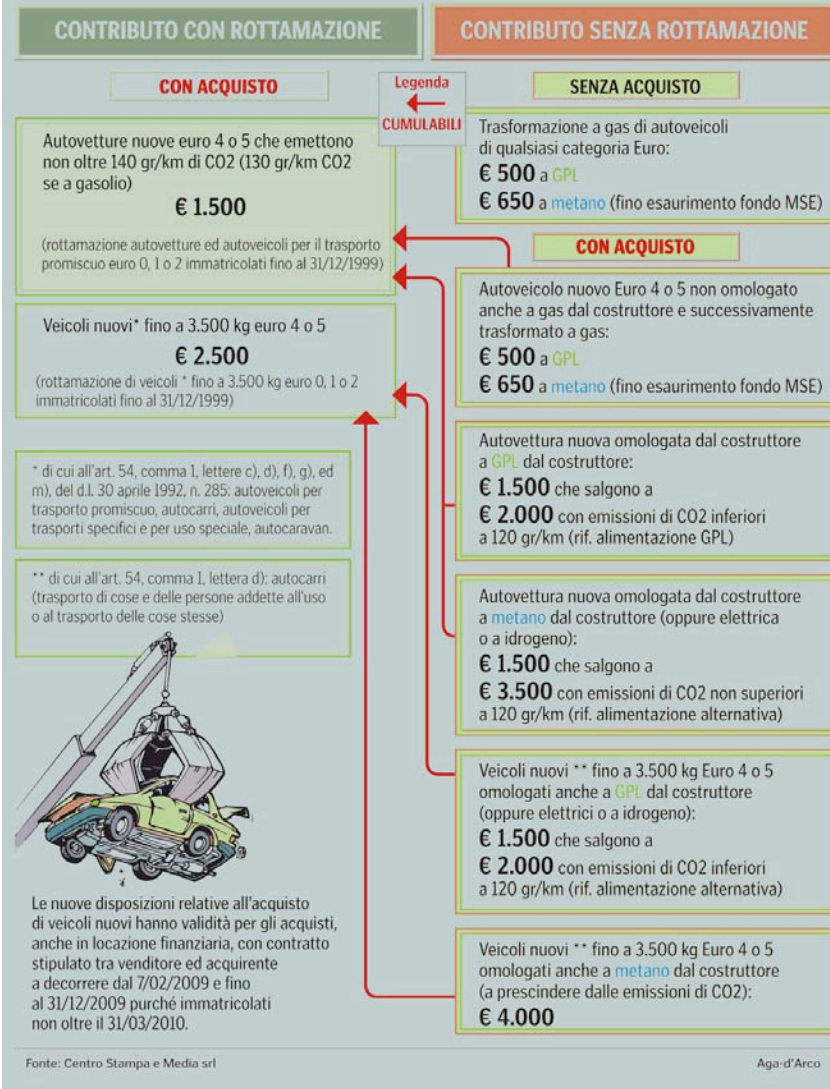 CONTRIBUTO CON ROTTAMAZIONE
CON ACQUISTO
Autovetture nuove euro 4 o 5 che emettono
non oltre 140 gr/km di CO2 (130 gr/km CO2
se a gasolio)
€ 1.500
(rottamazione autovetture ed autoveicoli per il trasporto
promiscuo euro 0, 1 o 2 immatricolati fino al 31/12/1999)
Veicoli nuovi* fino a 3.500 kg euro 4 o 5
€ 2.500
(rottamazione di veicoli * fino a 3.500 kg euro 0, 1 o 2
immatricolati fino al 31/12/1999)
* di cui all'art. 54, comma 1, lettere c), d), f), g), ed
m), del d.l. 30 aprile 1992, n. 285: autoveicoli per
trasporto promiscuo, autocarri, autoveicoli per
trasporti specifici e per uso speciale, autocaravan.
** di cui all'art. 54, comma 1, lettera d): autocarri
(trasporto di cose e delle persone addette all'uso
o al trasporto delle cose stesse)
Le nuove disposizioni relative all'acquisto
di veicoli nuovi hanno validità per gli acquisti,
anche in locazione finanziaria, con contratto
stipulato tra venditore ed acquirente
a decorrere dal 7/02/2009 e fino
al 31/12/2009 purché immatricolati
non oltre il 31/03/2010.
Legenda
CUMULABILI
CONTRIBUTO SENZA ROTTAMAZIONE
SENZA ACQUISTO
Trasformazione a gas di autoveicoli
di qualsiasi categoria Euro:
€ 500 a GPL
€ 650 a metano (fino esaurimento fondo MSE)
CON ACQUISTO
Autoveicolo nuovo Euro 4 o 5 non omologato
anche a gas dal costruttore e successivamente
trasformato a gas:
€ 500 a GPL
€ 650 a metano (fino esaurimento fondo MSE)
Autovettura nuova omologata dal costruttore
a GPL dal costruttore:
€ 1.500 che salgono a
€ 2.000 con emissioni di CO2 inferiori
a 120 gr/km (rif. alimentazione GPL)
Autovettura nuova omologata dal costruttore
a metano dal costruttore (oppure elettrica
o a idrogeno):
€ 1.500 che salgono a
€ 3.500 con emissioni di CO2 non superiori
a 120 gr/km (rif. alimentazione alternativa)
Veicoli nuovi ** fino a 3.500 kg Euro 4 o 5
omologati anche a GPL dal costruttore
(oppure elettrici o a idrogeno):
€ 1.500 che salgono a
€ 2.000 con emissioni di CO2 inferiori
a 120 gr/km (rif. alimentazione alternativa)
Veicoli nuovi ** fino a 3.500 kg Euro 4 o 5
omologati anche a metano dal costruttore
(a prescindere dalle emissioni di CO2):
€ 4.000
Fonte: Centro Stampa e Media srl
Aga-d'Arco